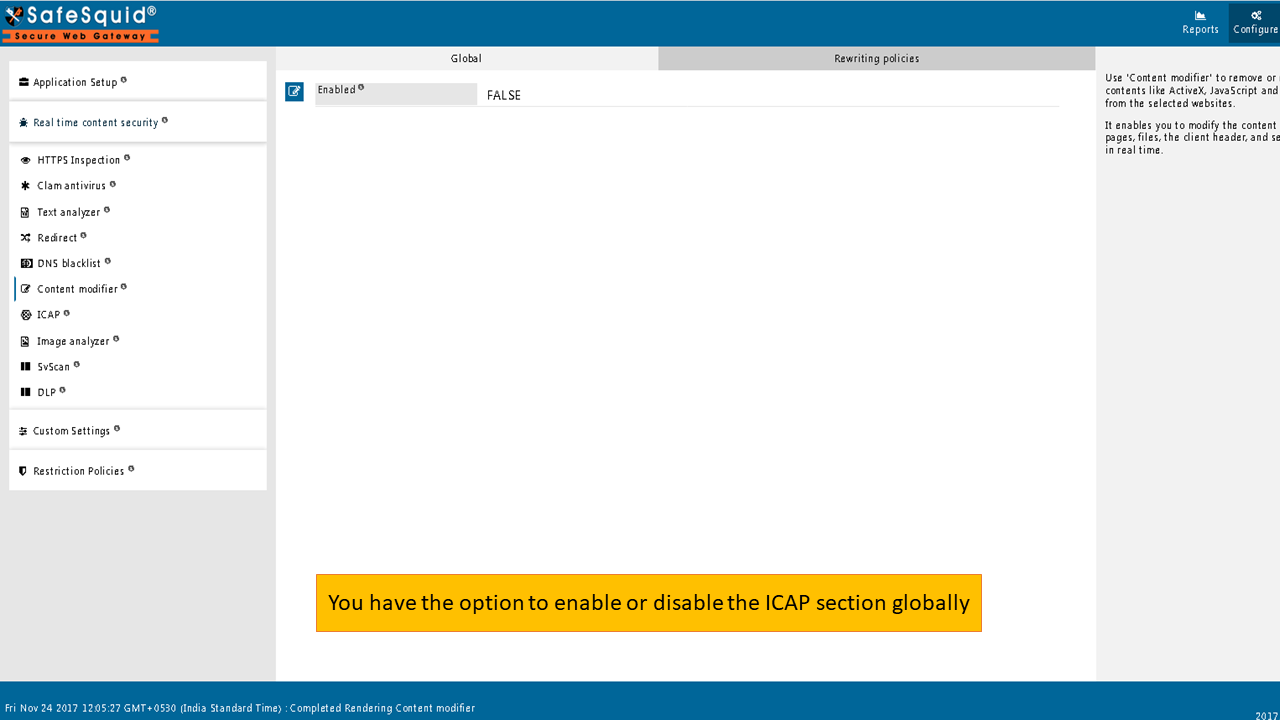 SafeSquid®
Secure Web Gateway
Reports
Configure
Application Setup
Real time content security
HTTPS Inspection
Clam antivirus
Text analyzer
Redirect
DNS blacklist
Content modifier
ICAP
Image analyzer
SvScan
DLP
Custom Settings
Restriction Policies
Global
Rewriting policies
Enabled
FALSE
Use 'Content modifier' to remove or
contents like ActiveX, JavaScript and
from the selected websites.
It enables you to modify the content
pages, files, the client header, and se
in real time.
You have the option to enable or disable the ICAP section globally
Fri Nov 24 2017 12:05:27 GMT+0530 (India Standard Time) : Completed Rendering Content modifier
2017